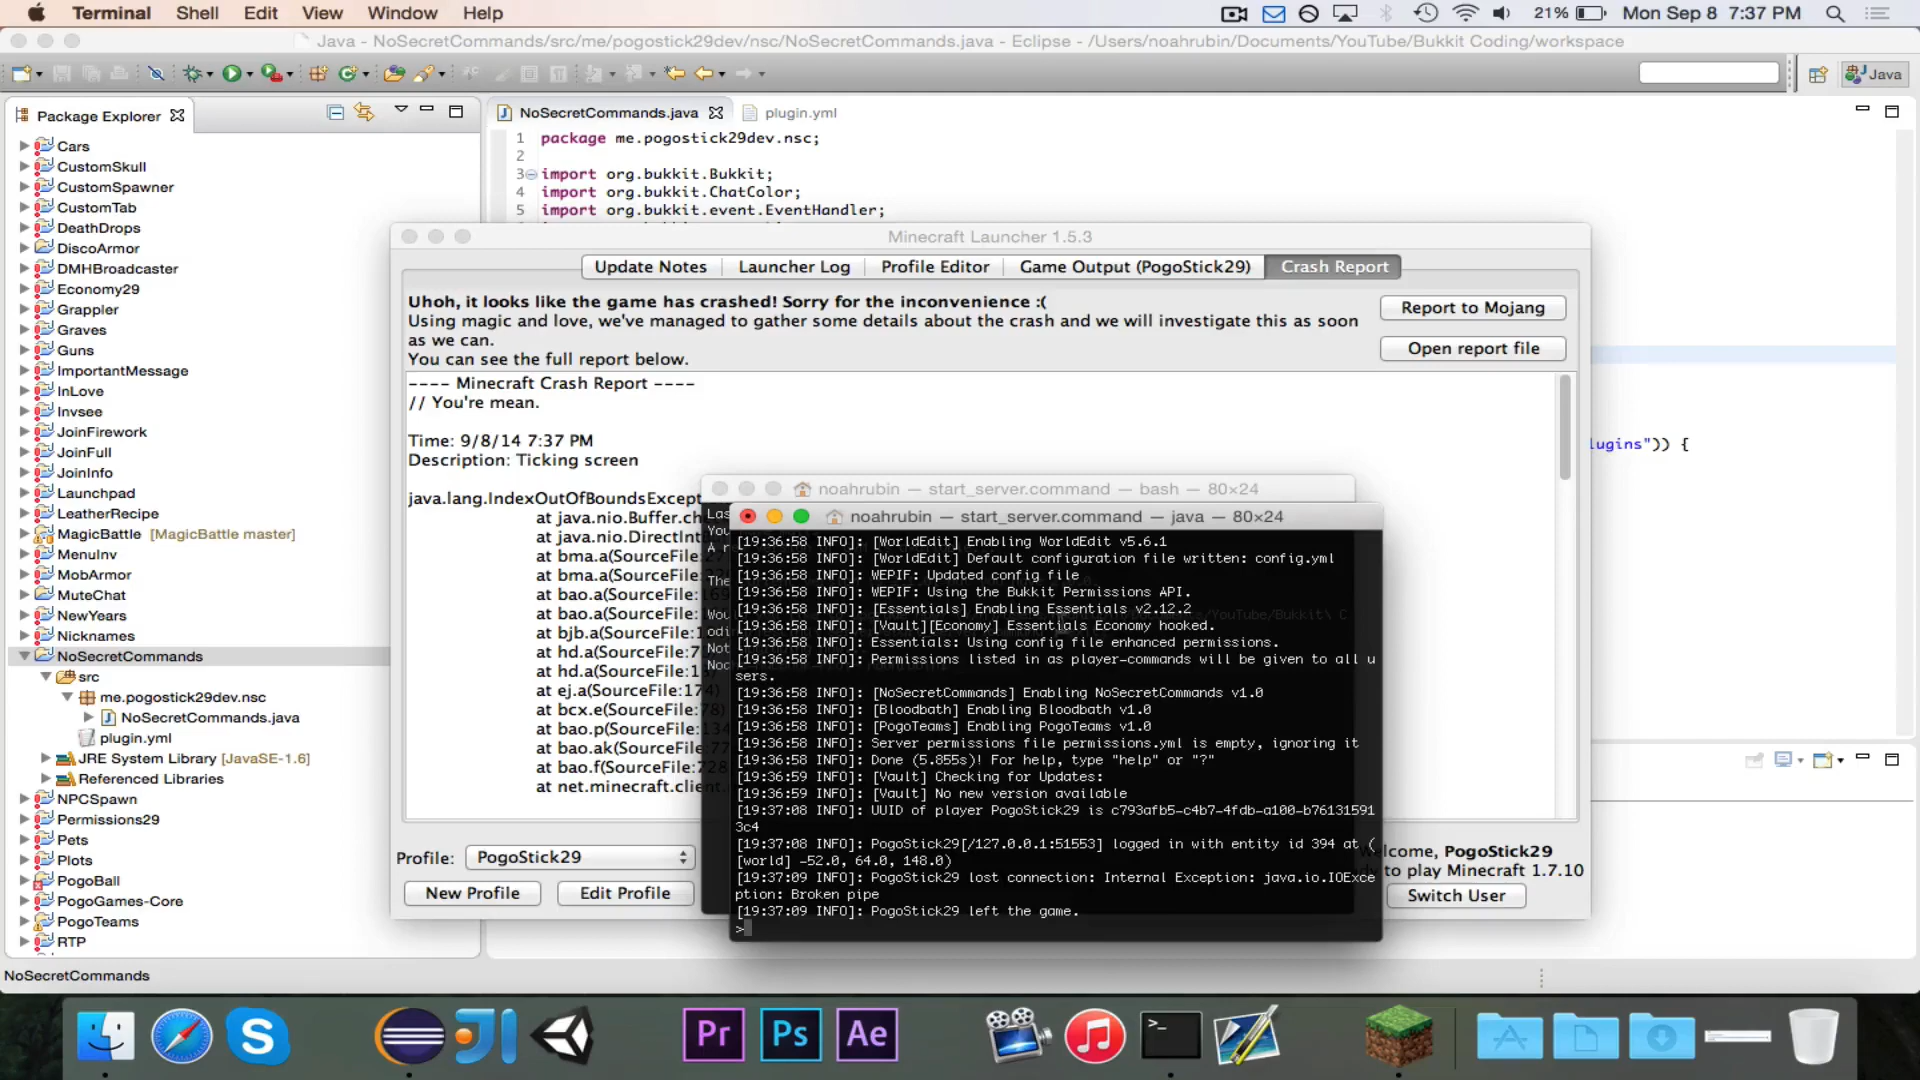 Terminal Shell Edit View Window Help
21% Mon Sep 8 7:37 PM
Java - NoSecretCommands/src/me/pogostick29dev/nsc/NoSecretCommands.java - Eclipse - /Users/noahrubin/Documents/YouTube/Bukkit Coding/workspace
Java
Package Explorer
Cars
CustomSkull
CustomSpawner
CustomTab
DeathDrops
DiscoArmor
DMHBroadcaster
Economy29
Grappler
Graves
Guns
ImportantMessage
InLove
Invsee
JoinFirework
JoinFull
JoinInfo
Launchpad
LeatherRecipe
MagicBattle [MagicBattle master]
MenuInv
MobArmor
MuteChat
NewYears
Nicknames
NoSecretCommands
src
me.pogostick29dev.nsc
NoSecretCommands.java
plugin.yml
JRE System Library [JavaSE-1.6]
Referenced Libraries
NPCSpawn
Permissions29
Pets
Plots
PogoBall
PogoGames-Core
PogoTeams
RTP
NoSecretCommands
NoSecretCommands.java plugin.yml
1 package me.pogostick29dev.nsc;
2
3 import org.bukkit.Bukkit;
4 import org.bukkit.ChatColor;
5 import org.bukkit.event.EventHandler;
lugins")) {
Minecraft Launcher 1.5.3
Update Notes Launcher Log Profile Editor Game Output (PogoStick29) Crash Report
Uhoh, it looks like the game has crashed! Sorry for the inconvenience :(
Using magic and love, we've managed to gather some details about the crash and we will investigate this as soon
as we can.
You can see the full report below.
Report to Mojang
Open report file
---- Minecraft Crash Report ----
// You're mean.
Time: 9/8/14 7:37 PM
Description: Ticking screen
java.lang.IndexOutOfBoundsExcept
at java.nio.Buffer.ch
at java.nio.DirectInt
at bma.a(SourceFile:
at bma.a(SourceFile:
at bao.a(SourceFile:
at bao.a(SourceFile:
at bjb.a(SourceFile:
at hd.a(SourceFile:
at hd.a(SourceFile:
at ej.a(SourceFile:174)
at bcx.e(SourceFile:78)
at bao.p(SourceFile:
at bao.ak(SourceFile:
at bao.f(SourceFile:728
at net.minecraft.client.
Profile: PogoStick29
New Profile Edit Profile
elcome, PogoStick29
to play Minecraft 1.7.10
Switch User
noahrubin — start_server.command — bash — 80×24
noahrubin — start_server.command — java — 80×24
[19:36:58 INFO]: [WorldEdit] Enabling WorldEdit v5.6.1
[19:36:58 INFO]: [WorldEdit] Default configuration file written: config.yml
[19:36:58 INFO]: WEPIF: Updated config file
[19:36:58 INFO]: WEPIF: Using the Bukkit Permissions API.
[19:36:58 INFO]: [Essentials] Enabling Essentials v2.12.2
[19:36:58 INFO]: [Vault][Economy] Essentials Economy hooked.
[19:36:58 INFO]: Essentials: Using config file enhanced permissions.
[19:36:58 INFO]: Permissions listed in as player-commands will be given to all u
sers.
[19:36:58 INFO]: [NoSecretCommands] Enabling NoSecretCommands v1.0
[19:36:58 INFO]: [Bloodbath] Enabling Bloodbath v1.0
[19:36:58 INFO]: [PogoTeams] Enabling PogoTeams v1.0
[19:36:58 INFO]: Server permissions file permissions.yml is empty, ignoring it
[19:36:58 INFO]: Done (5.855s)! For help, type "help" or "?"
[19:36:59 INFO]: [Vault] Checking for Updates:
[19:36:59 INFO]: [Vault] No new version available
[19:37:08 INFO]: UUID of player PogoStick29 is c793afb5-c4b7-4fdb-a100-b76131591
3c4
[19:37:08 INFO]: PogoStick29[/127.0.0.1:51553] logged in with entity id 394 at (
[world] -52.0, 64.0, 148.0)
[19:37:09 INFO]: PogoStick29 lost connection: Internal Exception: java.io.IOExce
ption: Broken pipe
[19:37:09 INFO]: PogoStick29 left the game.
>
Pr Ps Ae